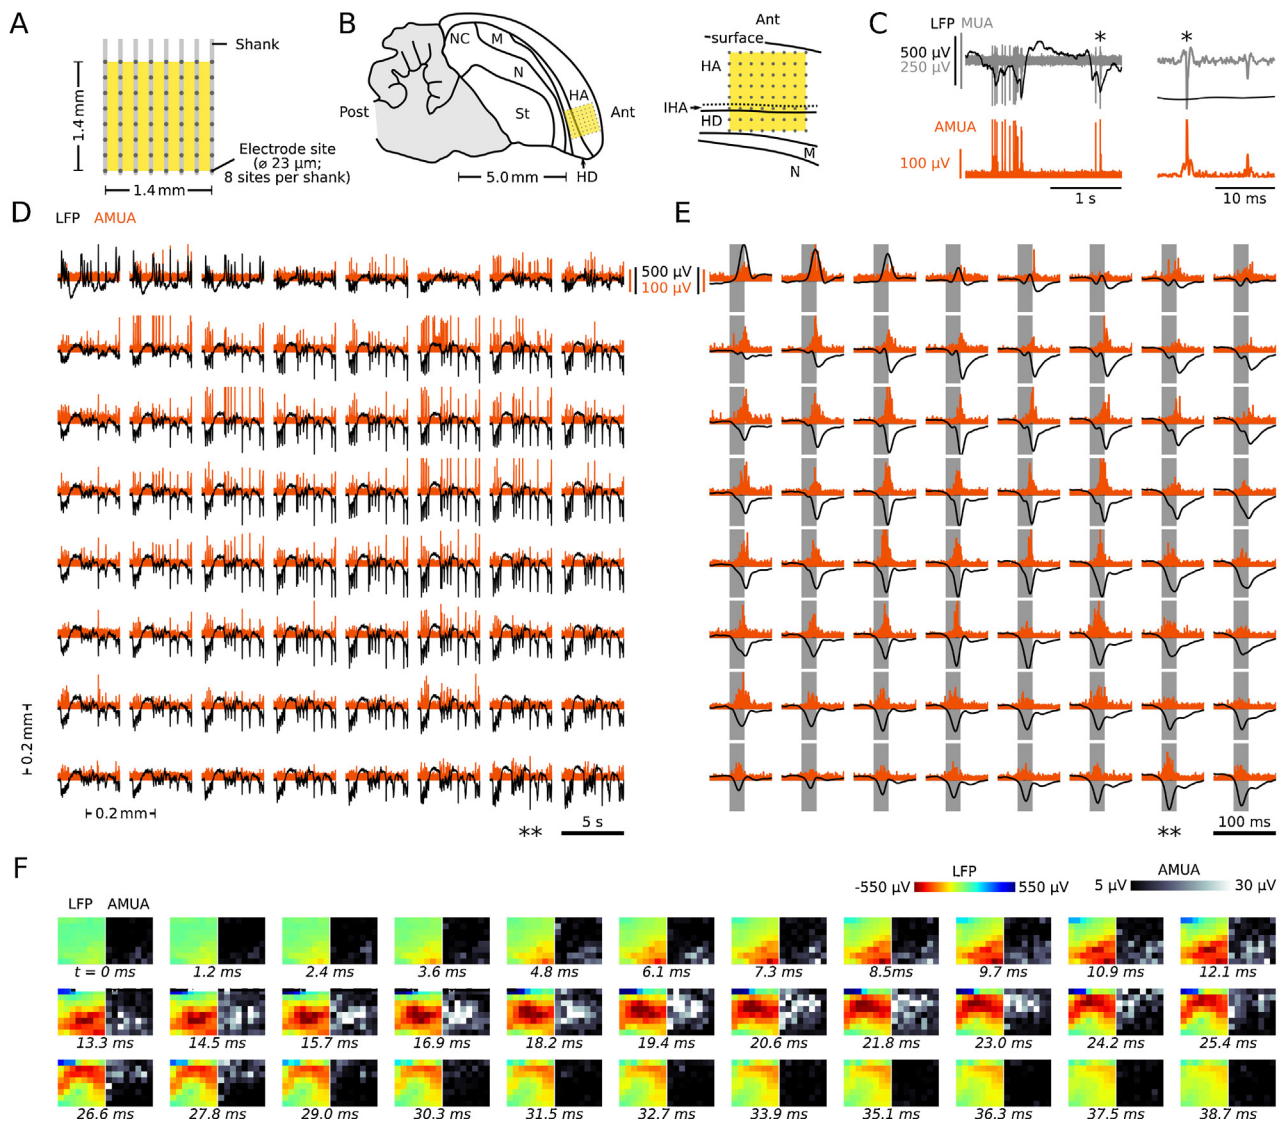 A
Shank
1.4 mm
Electrode site
(ø 23 µm;
8 sites per shank)
1.4 mm
B
NC
M
N
HA
St
Post
Ant
5.0 mm
HD
Ant
surface
HA
IHA
HD
M
N
C
LFP MUA
500 µV
250 µV
*
*
AMUA
100 µV
1 s
10 ms
D
LFP AMUA
500 µV
100 µV
0.2 mm
0.2 mm
**
5 s
E
**
100 ms
F
LFP
-550 µV 550 µV
AMUA
5 µV 30 µV
LFP AMUA
t = 0 ms 1.2 ms 2.4 ms 3.6 ms 4.8 ms 6.1 ms 7.3 ms 8.5ms 9.7 ms 10.9 ms 12.1 ms
13.3 ms 14.5 ms 15.7 ms 16.9 ms 18.2 ms 19.4 ms 20.6 ms 21.8 ms 23.0 ms 24.2 ms 25.4 ms
26.6 ms 27.8 ms 29.0 ms 30.3 ms 31.5 ms 32.7 ms 33.9 ms 35.1 ms 36.3 ms 37.5 ms 38.7 ms